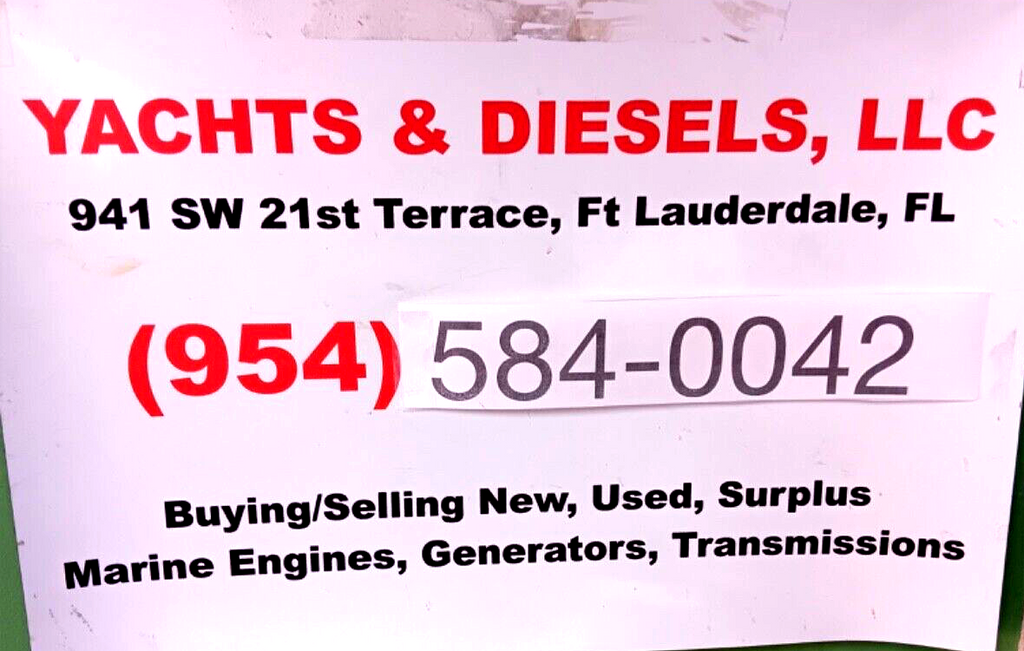 YACHTS & DIESELS, LLC
941 SW 21st Terrace, Ft Lauderdale, FL
(954) 584-0042
Buying/Selling New, Used, Surplus
Marine Engines, Generators, Transmissions